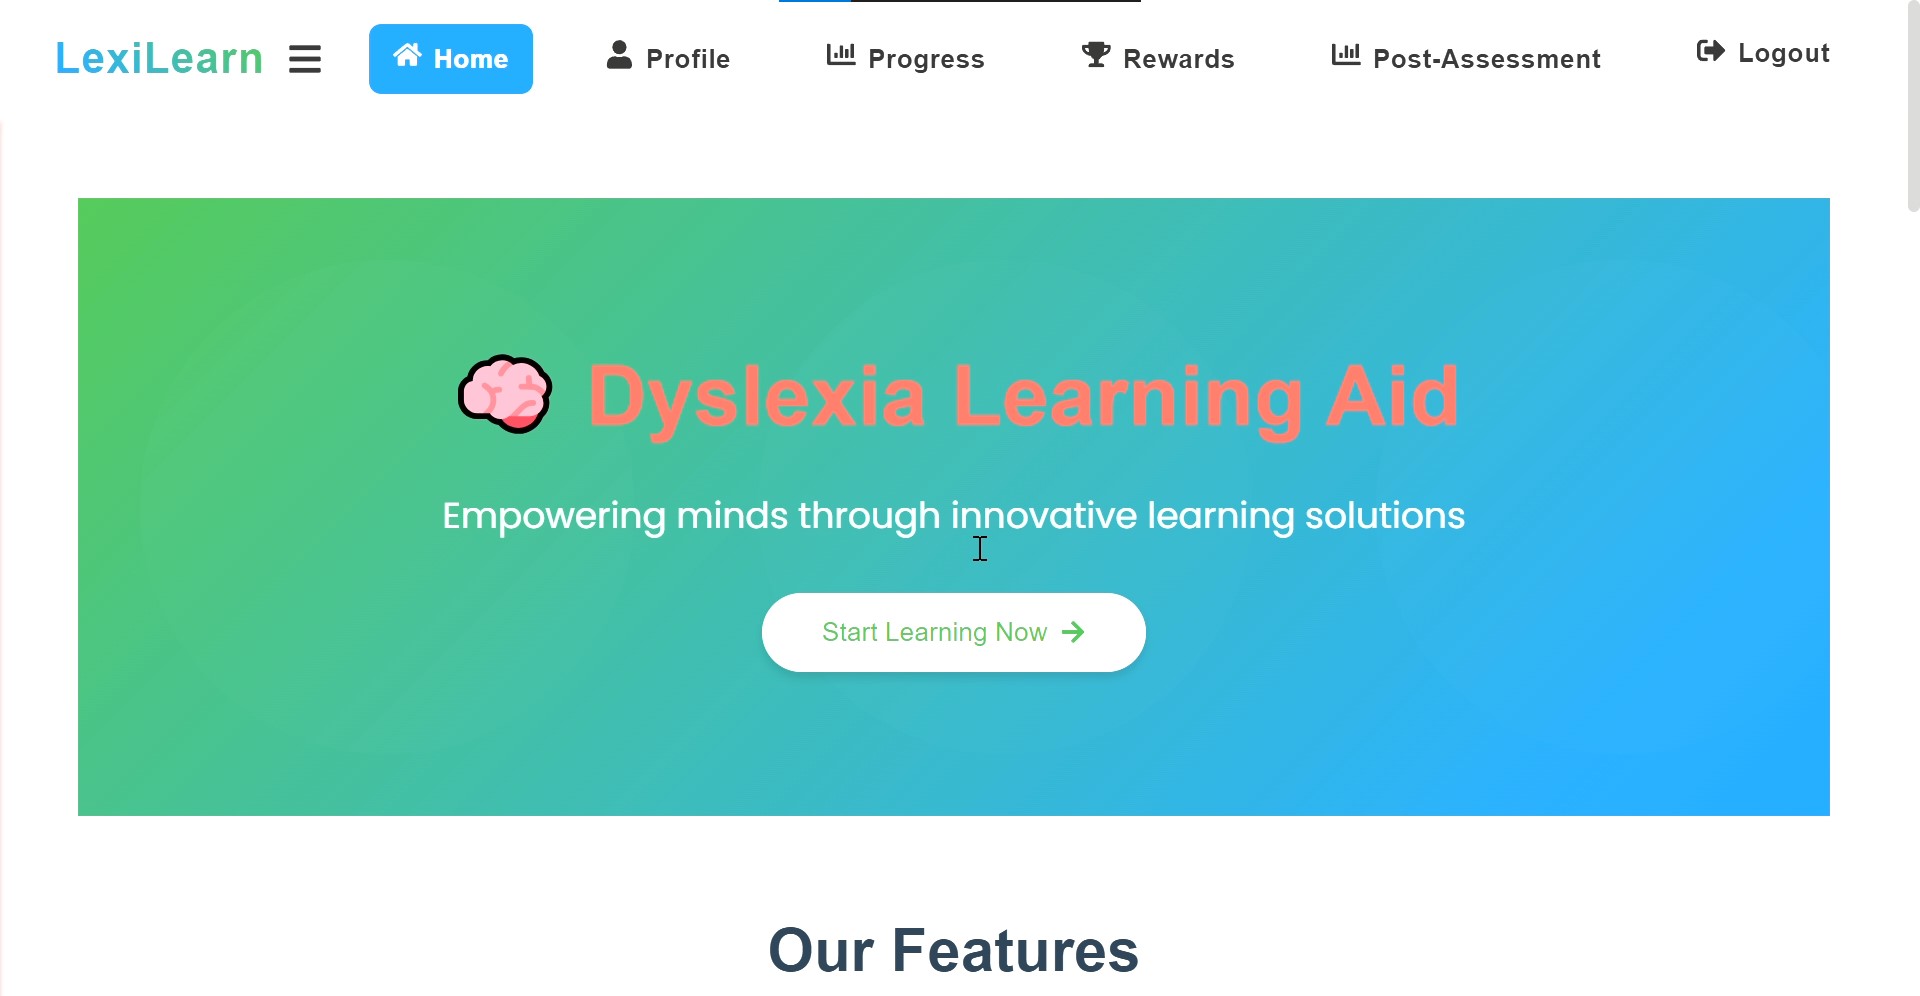 LexiLearn Home Profile Progress Rewards Post-Assessment Logout
Dyslexia Learning Aid
Empowering minds through innovative learning solutions
Start Learning Now
Our Features